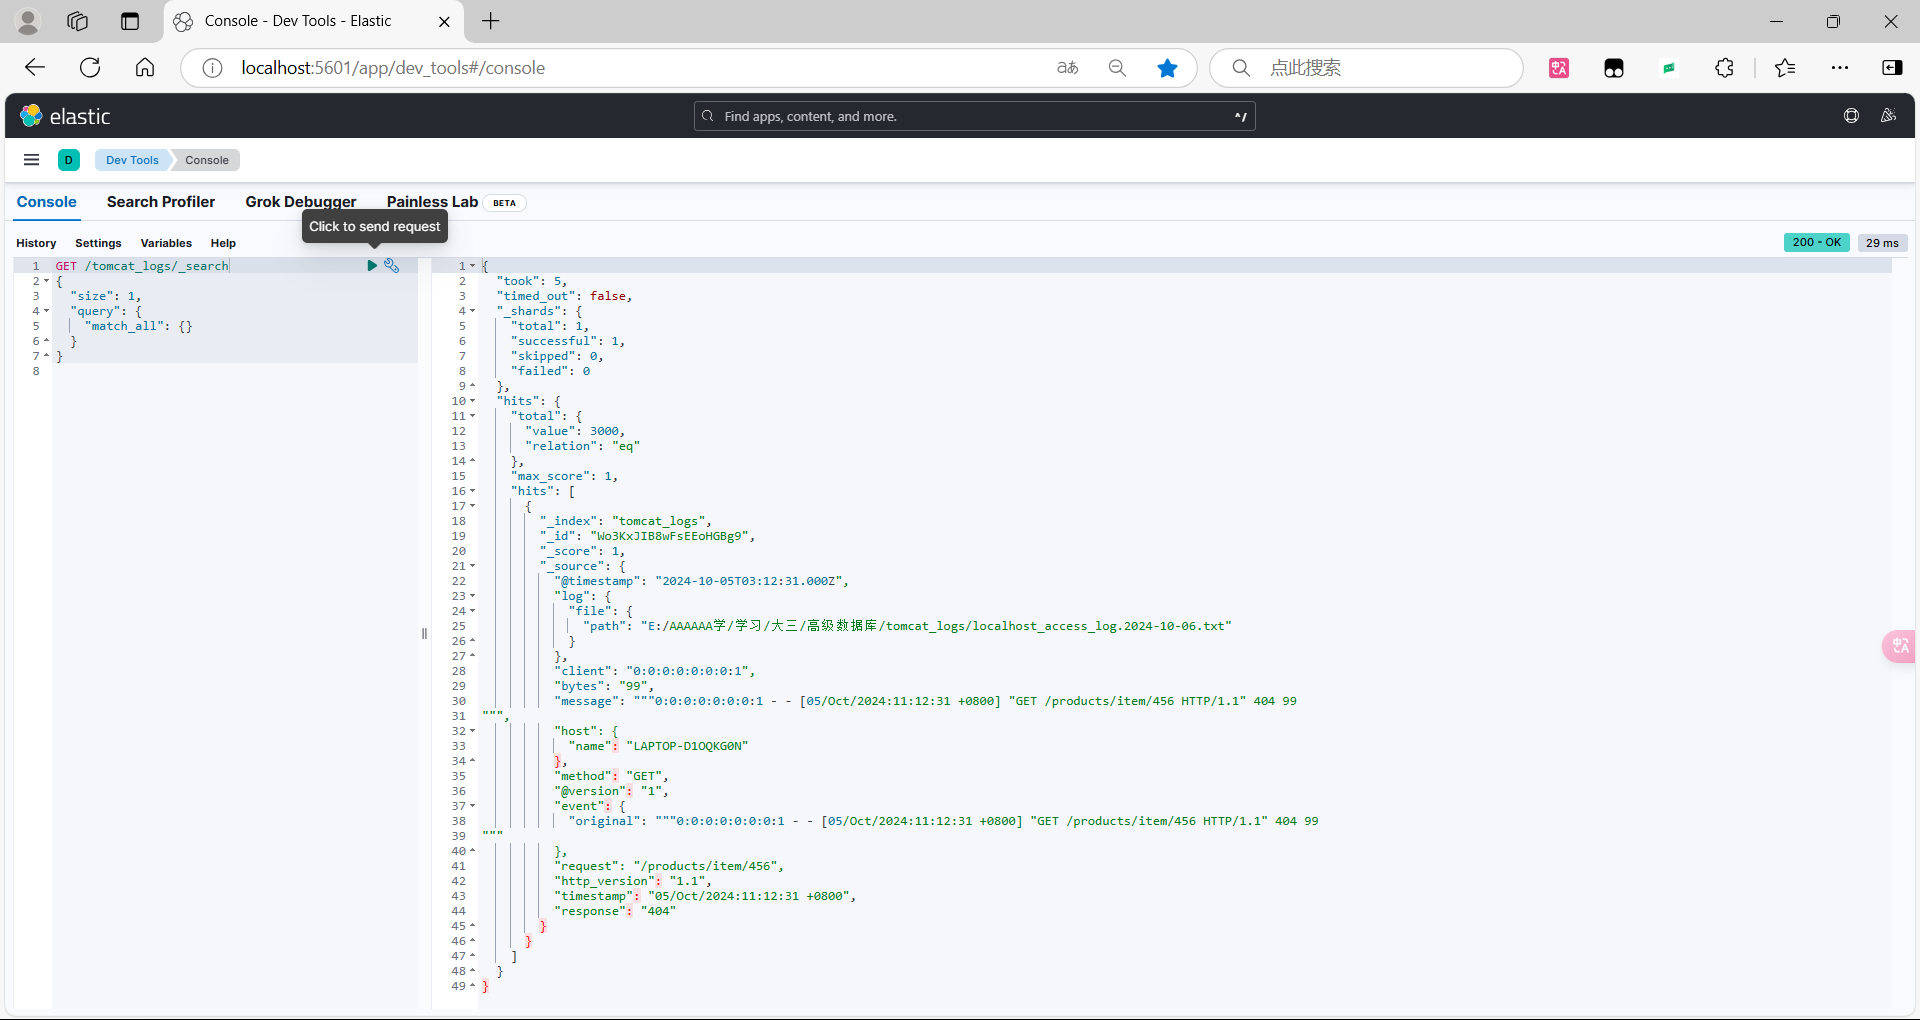 Console - Dev Tools - Elastic
localhost:5601/app/dev_tools#/console
aあ
点此搜索
elastic
Find apps, content, and more.
^/
D
Dev Tools
Console
Console
Search Profiler
Grok Debugger
Painless Lab
BETA
Click to send request
History
Settings
Variables
Help
200 - OK
29 ms
1 GET /tomcat_logs/_search
2 {
3 "size": 1,
4 "query": {
5 "match_all": {}
6 }
7 }
8
1 {
2 "took": 5,
3 "timed_out": false,
4 "_shards": {
5 "total": 1,
6 "successful": 1,
7 "skipped": 0,
8 "failed": 0
9 },
10 "hits": {
11 "total": {
12 "value": 3000,
13 "relation": "eq"
14 },
15 "max_score": 1,
16 "hits": [
17 {
18 "_index": "tomcat_logs",
19 "_id": "Wo3KxJIB8wFsEEoHGBg9",
20 "_score": 1,
21 "_source": {
22 "@timestamp": "2024-10-05T03:12:31.000Z",
23 "log": {
24 "file": {
25 "path": "E:/AAAAAA学/学习/大三/高级数据库/tomcat_logs/localhost_access_log.2024-10-06.txt"
26 }
27 },
28 "client": "0:0:0:0:0:0:0:1",
29 "bytes": "99",
30 "message": """0:0:0:0:0:0:0:1 - - [05/Oct/2024:11:12:31 +0800] "GET /products/item/456 HTTP/1.1" 404 99
31 """,
32 "host": {
33 "name": "LAPTOP-D1OQKG0N"
34 },
35 "method": "GET",
36 "@version": "1",
37 "event": {
38 "original": """0:0:0:0:0:0:0:1 - - [05/Oct/2024:11:12:31 +0800] "GET /products/item/456 HTTP/1.1" 404 99
39 """
40 },
41 "request": "/products/item/456",
42 "http_version": "1.1",
43 "timestamp": "05/Oct/2024:11:12:31 +0800",
44 "response": "404"
45 }
46 }
47 ]
48 }
49 }